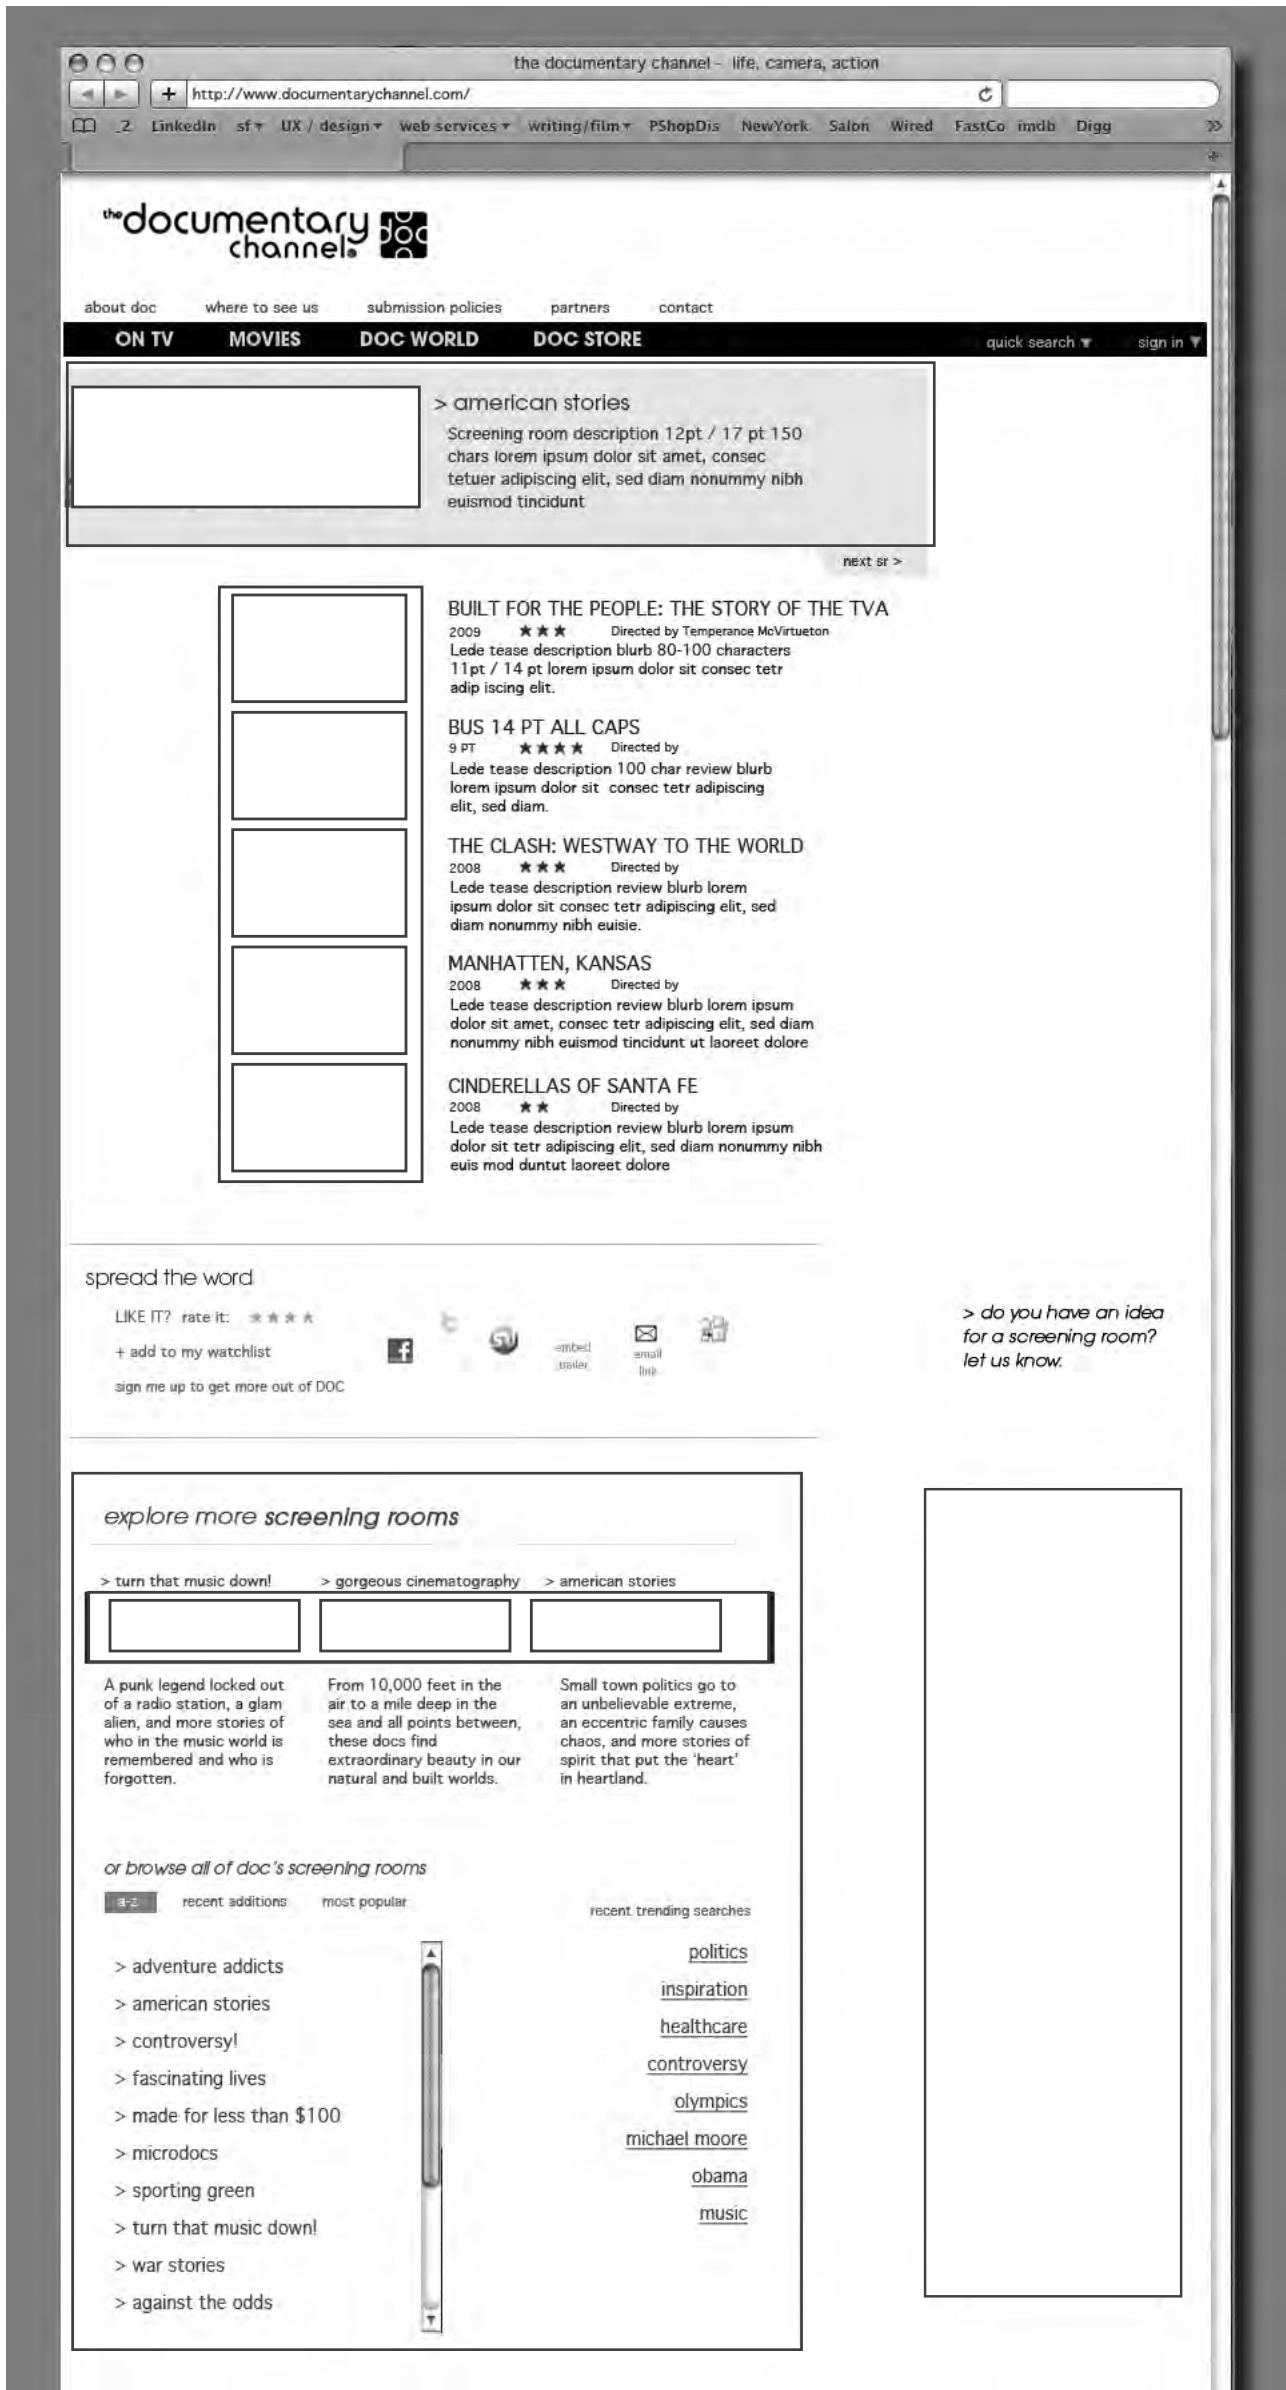 the documentary channel - life, camera, action
http://www.documentarychannel.com/
_2 LinkedIn sf UX / design web services writing/film PShopDis NewYork Salon Wired FastCo imdb Digg
the documentary channel doc
about doc where to see us submission policies partners contact
ON TV MOVIES DOC WORLD DOC STORE quick search sign in
> american stories
Screening room description 12pt / 17 pt 150
chars lorem ipsum dolor sit amet, consec
tetuer adipiscing elit, sed diam nonummy nibh
euismod tincidunt
next sr >
BUILT FOR THE PEOPLE: THE STORY OF THE TVA
2009 ★ ★ ★ Directed by Temperance McVirtueton
Lede tease description blurb 80-100 characters
11pt / 14 pt lorem ipsum dolor sit consec tetr
adip iscing elit.
BUS 14 PT ALL CAPS
9 PT ★ ★ ★ ★ Directed by
Lede tease description 100 char review blurb
lorem ipsum dolor sit consec tetr adipiscing
elit, sed diam.
THE CLASH: WESTWAY TO THE WORLD
2008 ★ ★ ★ Directed by
Lede tease description review blurb lorem
ipsum dolor sit consec tetr adipiscing elit, sed
diam nonummy nibh euisie.
MANHATTEN, KANSAS
2008 ★ ★ ★ Directed by
Lede tease description review blurb lorem ipsum
dolor sit amet, consec tetr adipiscing elit, sed diam
nonummy nibh euismod tincidunt ut laoreet dolore
CINDERELLAS OF SANTA FE
2008 ★ ★ Directed by
Lede tease description review blurb lorem ipsum
dolor sit tetr adipiscing elit, sed diam nonummy nibh
euis mod duntut laoreet dolore
spread the word
LIKE IT? rate it: ★ ★ ★ ★
+ add to my watchlist
sign me up to get more out of DOC
embed
trailer
email
link
> do you have an idea
for a screening room?
let us know.
explore more screening rooms
> turn that music down! > gorgeous cinematography > american stories
A punk legend locked out
of a radio station, a glam
alien, and more stories of
who in the music world is
remembered and who is
forgotten.
From 10,000 feet in the
air to a mile deep in the
sea and all points between,
these docs find
extraordinary beauty in our
natural and built worlds.
Small town politics go to
an unbelievable extreme,
an eccentric family causes
chaos, and more stories of
spirit that put the 'heart'
in heartland.
or browse all of doc's screening rooms
a-z recent additions most popular
> adventure addicts
> american stories
> controversy!
> fascinating lives
> made for less than $100
> microdocs
> sporting green
> turn that music down!
> war stories
> against the odds
recent trending searches
politics
inspiration
healthcare
controversy
olympics
michael moore
obama
music